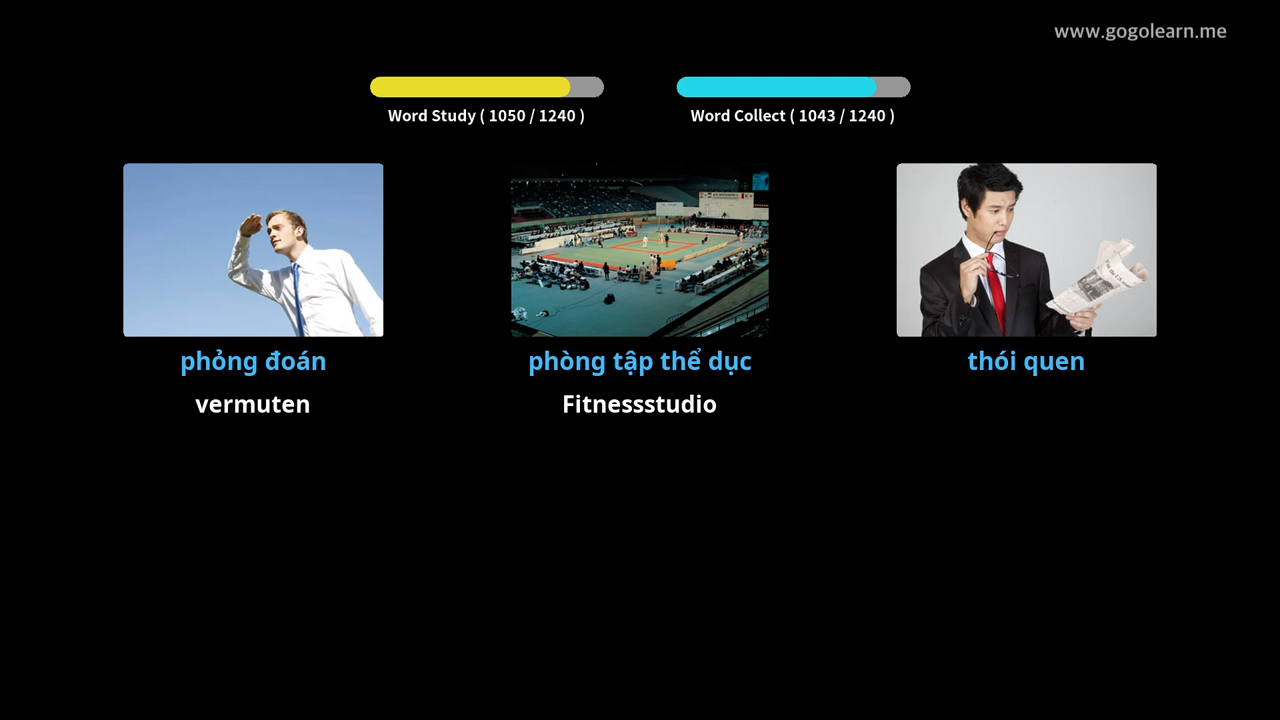 www.gogolearn.me
Word Study ( 1050 / 1240 )
Word Collect ( 1043 / 1240 )
phỏng đoán
phòng tập thể dục
thói quen
vermuten
Fitnessstudio